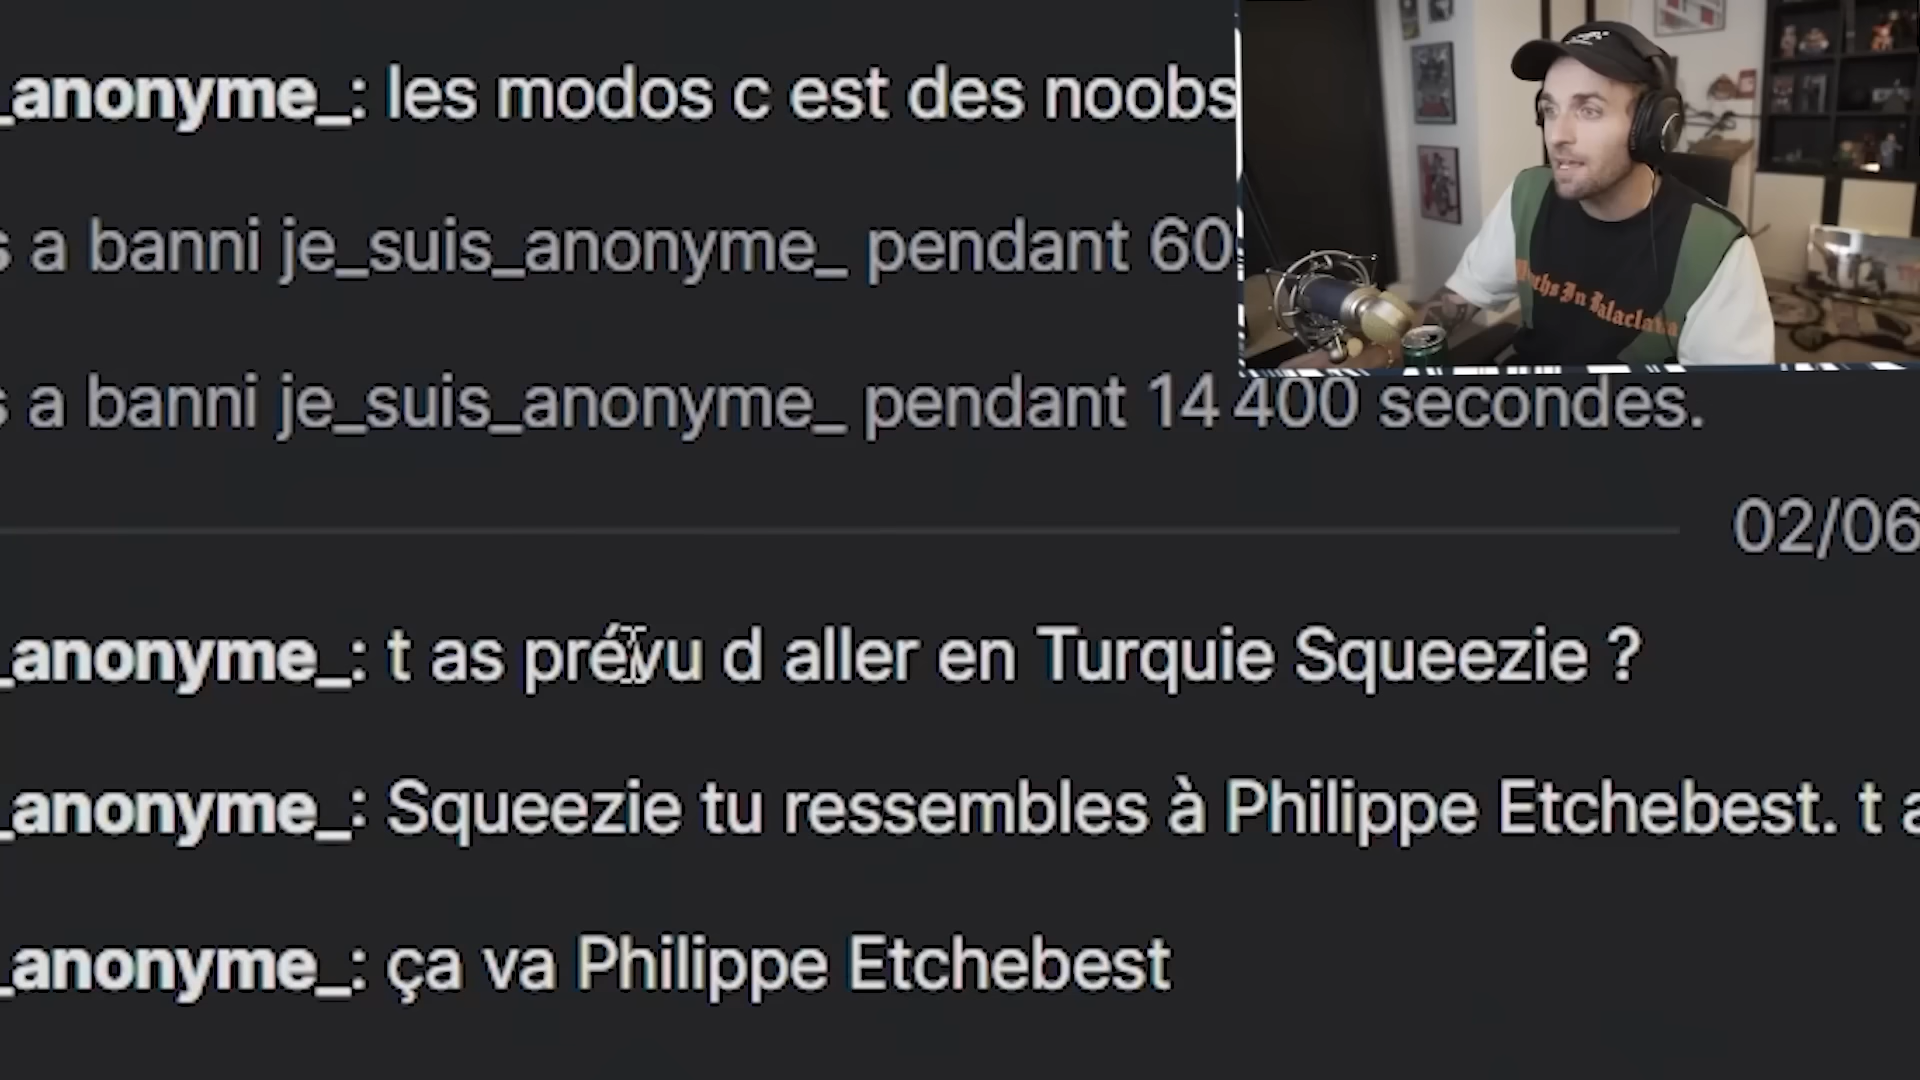 _anonyme_: les modos c est des noobs
s a banni je_suis_anonyme_ pendant 60
s a banni je_suis_anonyme_ pendant 14 400 secondes.
02/06
_anonyme_: t as prévu d aller en Turquie Squeezie ?
_anonyme_: Squeezie tu ressembles à Philippe Etchebest. t a
_anonyme_: ça va Philippe Etchebest
In Balaclava